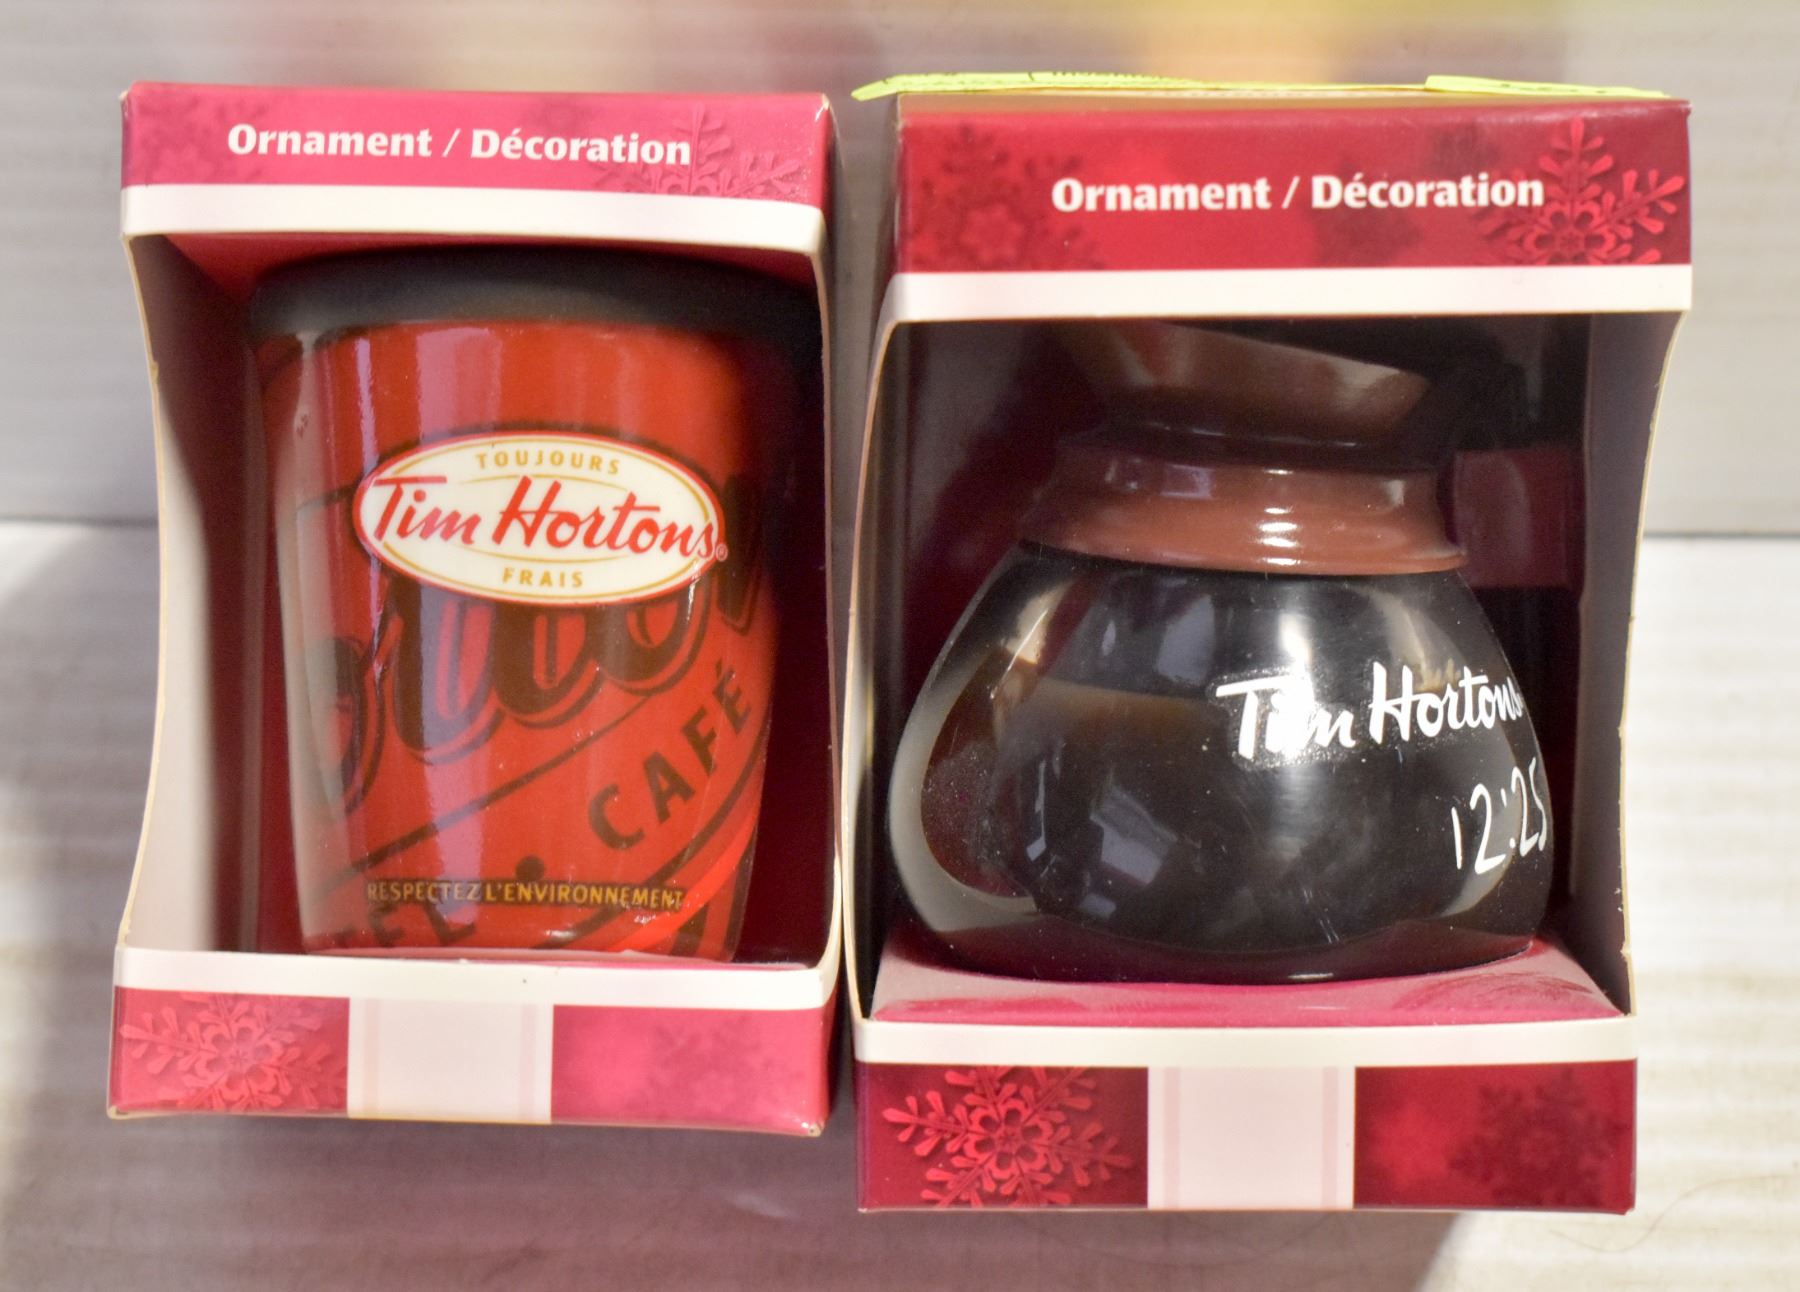 Ornament / Décoration
TOUJOURS
Tim Hortons®
FRAIS
CAFÉ
RESPECTEZ L'ENVIRONNEMENT
Ornament / Décoration
Tim Hortons
12:25